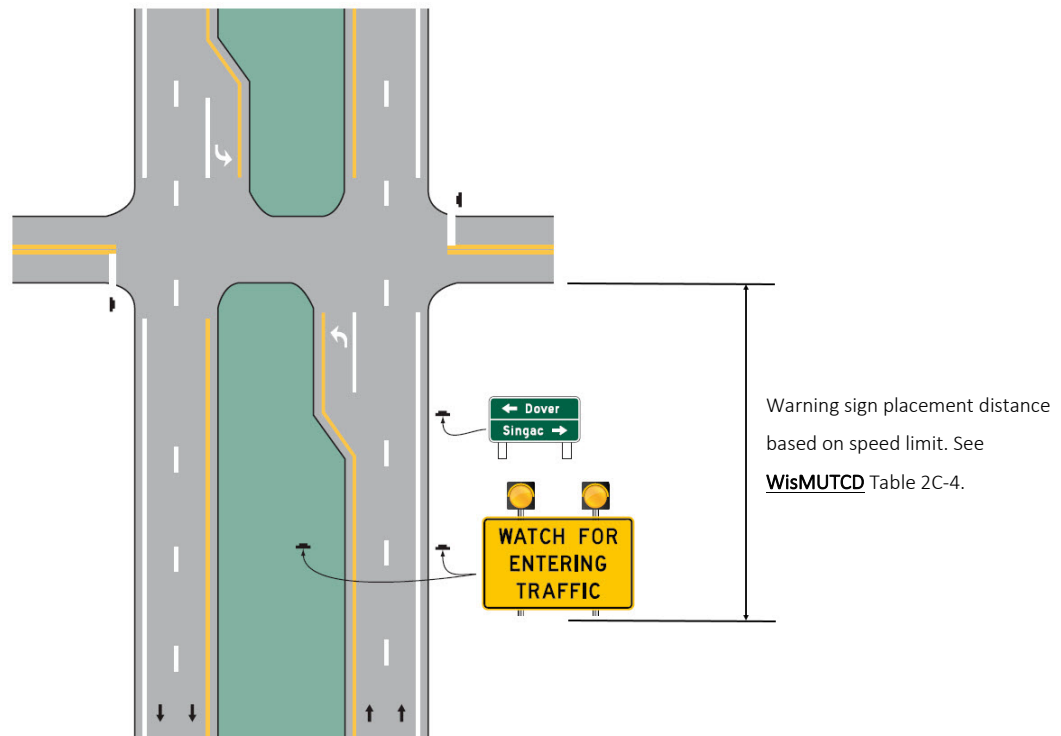 ← Dover
Singac →
WATCH FOR
ENTERING
TRAFFIC
Warning sign placement distance
based on speed limit. See
WisMUTCD Table 2C-4.